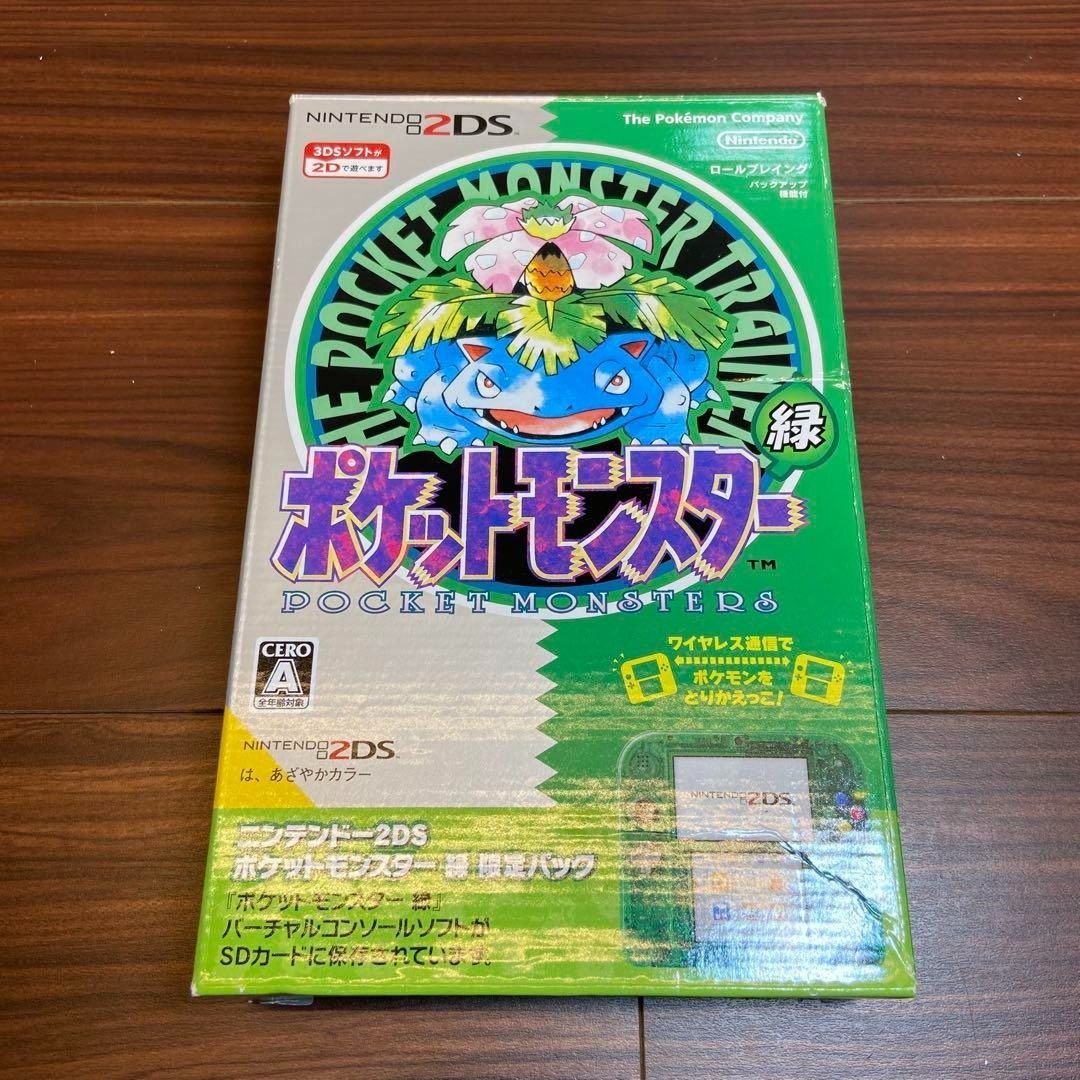 NINTENDO 2DS™
3DSソフトが
2Dで遊べます
The Pokémon Company
Nintendo
ロールプレイング
バックアップ
機能付
THE POCKET MONSTER TRAINER
緑
ポケットモンスター
TM
POCKET MONSTERS
CERO
A
全年齢対象
ワイヤレス通信で
ポケモンを
とりかえっこ!
NINTENDO 2DS™
は、あざやかカラー
NINTENDO 2DS
ニンテンドー2DS
ポケットモンスター 緑 限定パック
『ポケットモンスター 緑』
バーチャルコンソールソフトが
SDカードに保存されています。